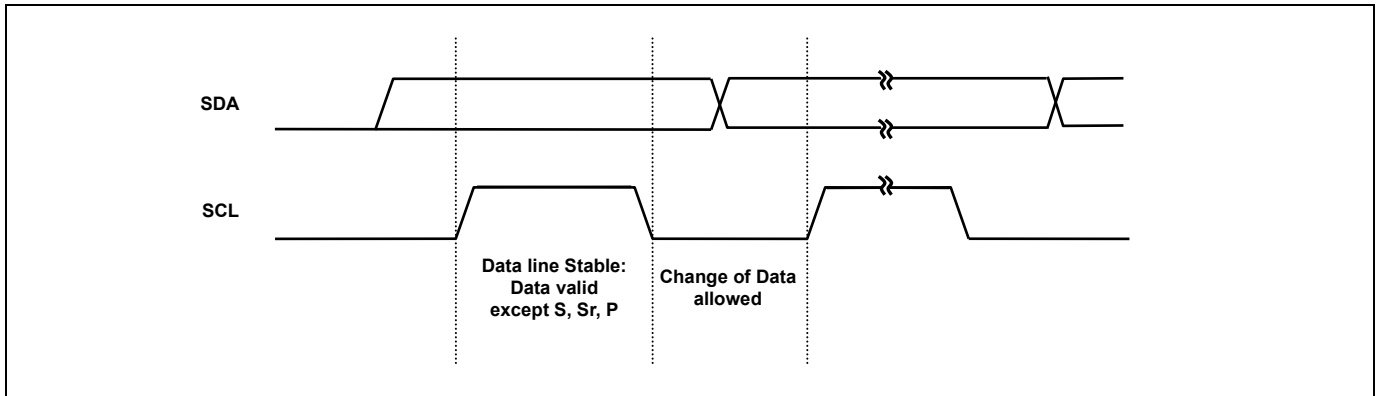 SDA
SCL
Data line Stable:
Data valid
except S, Sr, P
Change of Data
allowed